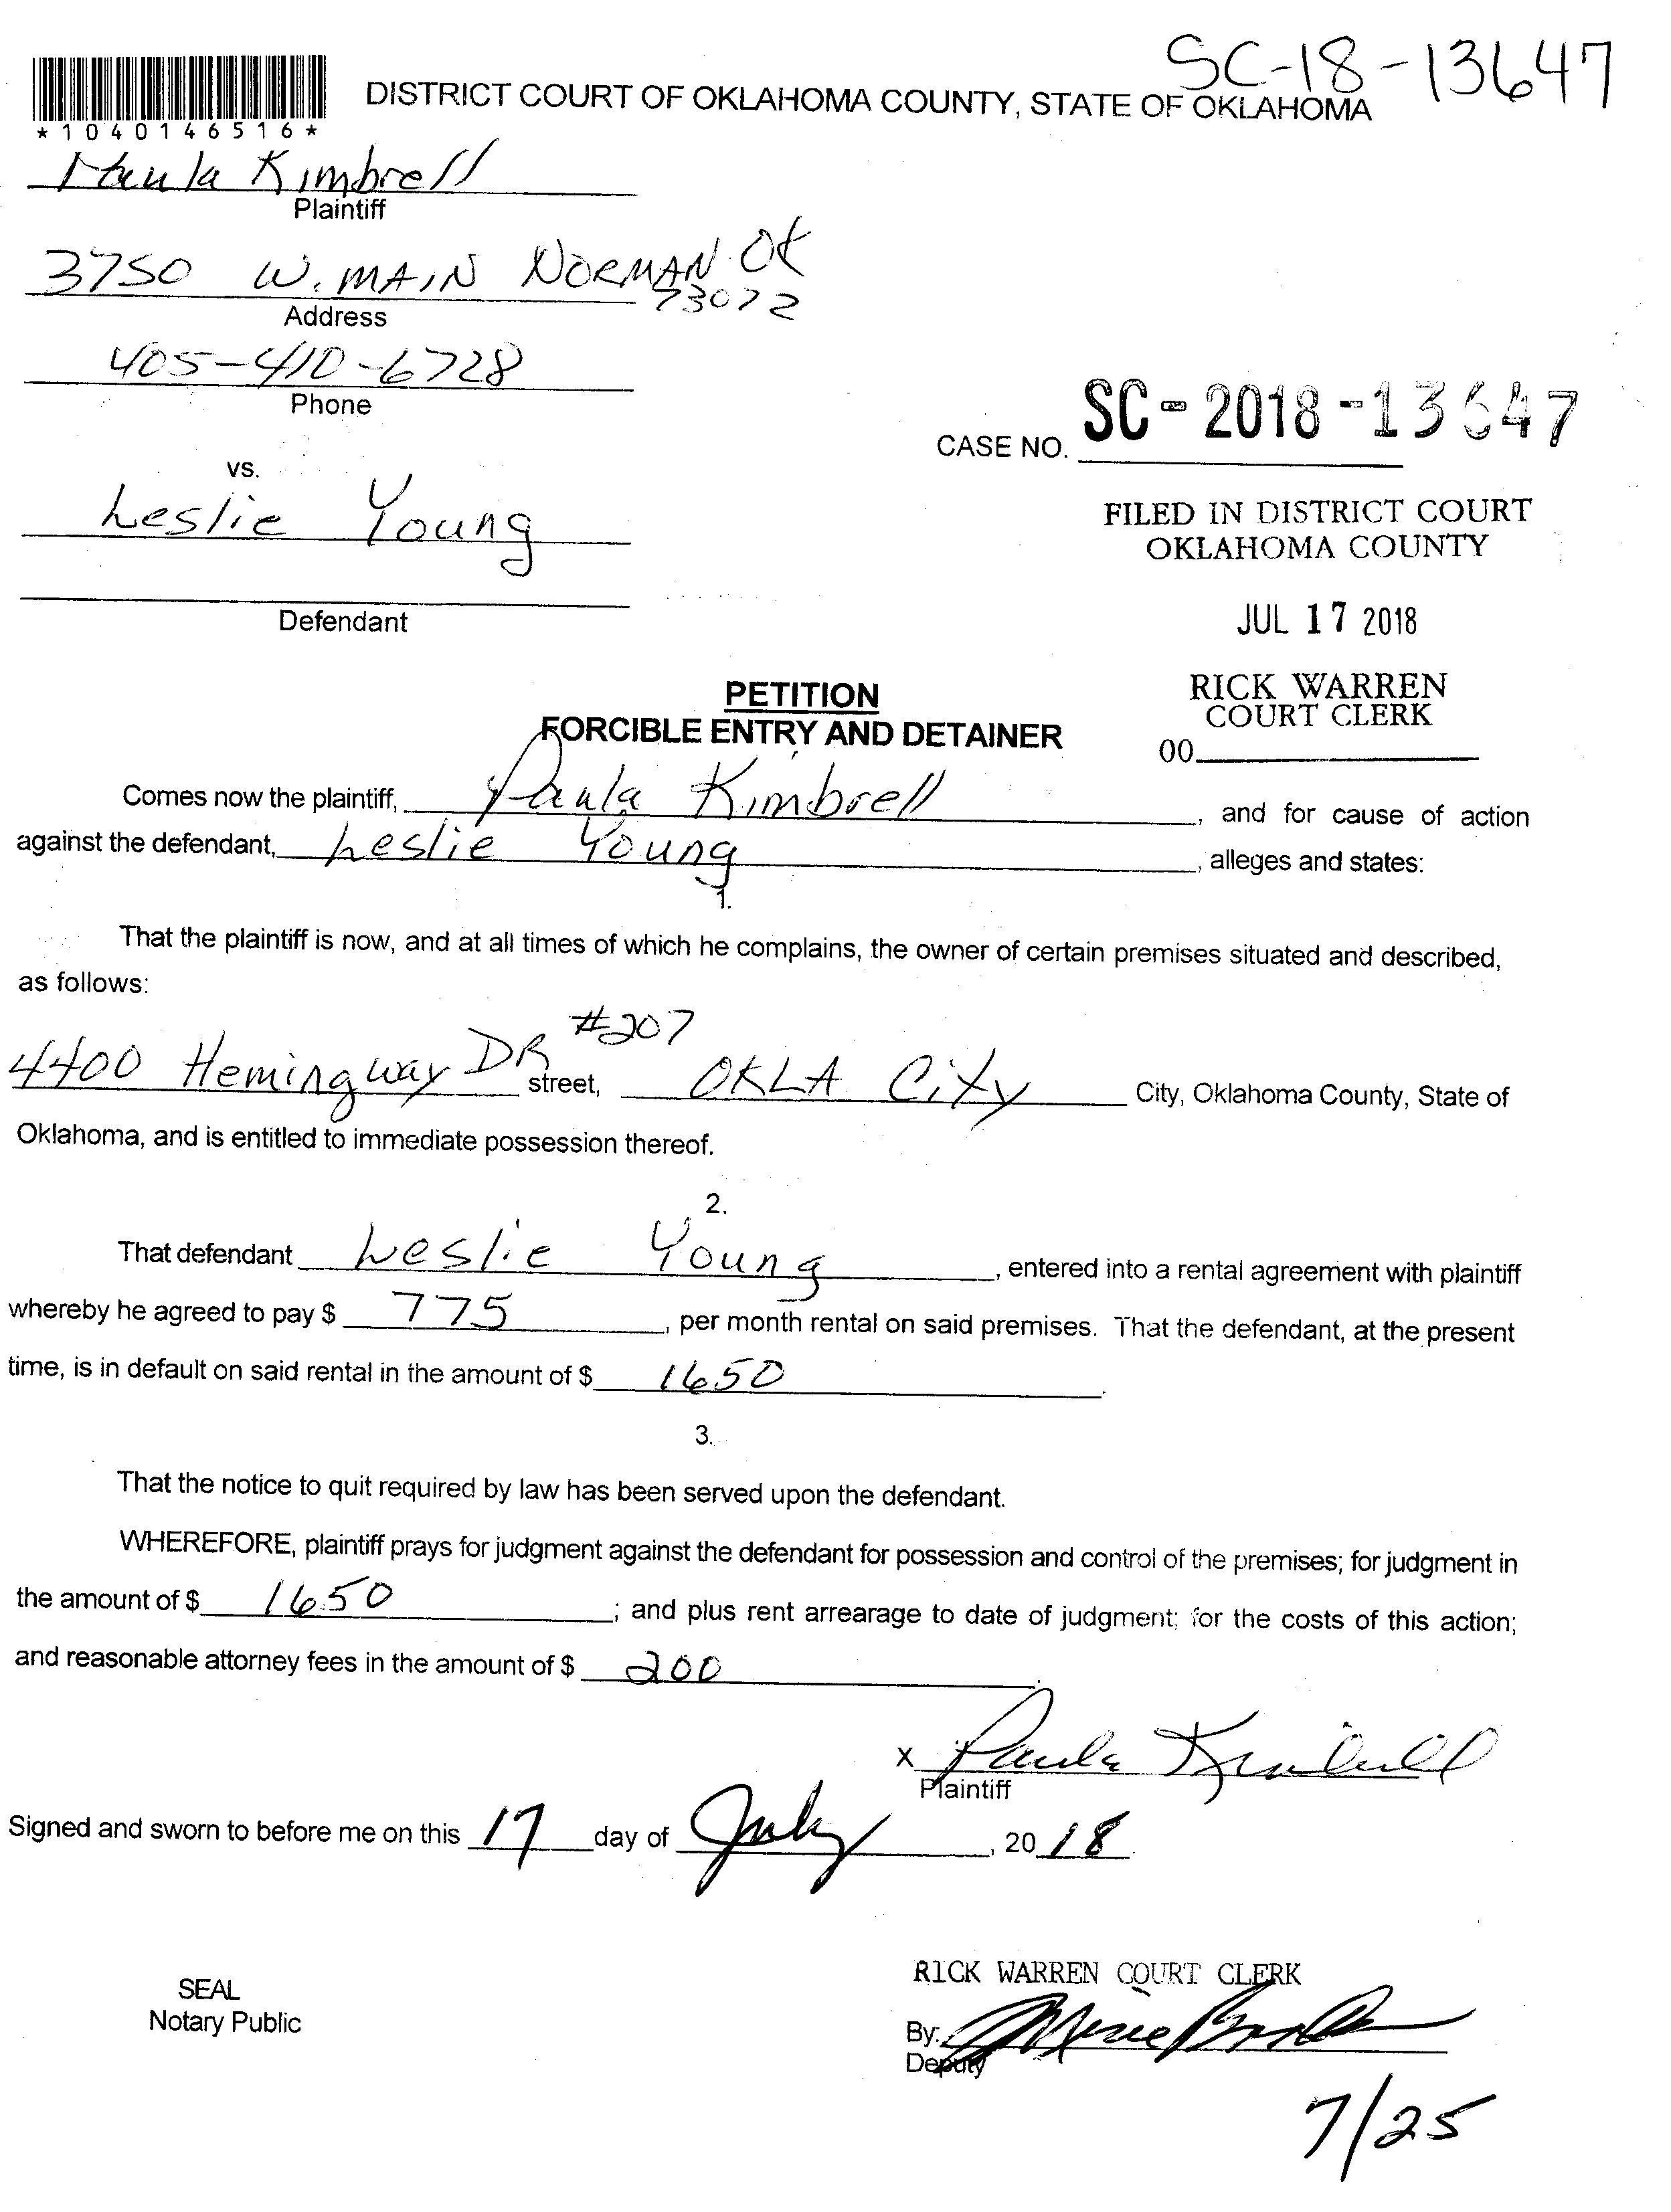 SC-18-13647
DISTRICT COURT OF OKLAHOMA COUNTY, STATE OF OKLAHOMA
*1040146516*
Paula Kimbrell
Plaintiff
3750 W. MAIN NORMAN OK
73072
Address
405-410-6728
Phone
CASE NO. SC-2018-13647
vs.
Leslie Young
FILED IN DISTRICT COURT
OKLAHOMA COUNTY
Defendant
JUL 17 2018
PETITION
FORCIBLE ENTRY AND DETAINER
RICK WARREN
COURT CLERK
00
Comes now the plaintiff, Paula Kimbrell, and for cause of action
against the defendant, Leslie Young, alleges and states:
1.
That the plaintiff is now, and at all times of which he complains, the owner of certain premises situated and described,
as follows:
4400 Hemingway DR #207 street, OKLA City City, Oklahoma County, State of
Oklahoma, and is entitled to immediate possession thereof.
2.
That defendant Leslie Young, entered into a rental agreement with plaintiff
whereby he agreed to pay $ 775, per month rental on said premises. That the defendant, at the present
time, is in default on said rental in the amount of $ 1650.
3.
That the notice to quit required by law has been served upon the defendant.
WHEREFORE, plaintiff prays for judgment against the defendant for possession and control of the premises; for judgment in
the amount of $ 1650; and plus rent arrearage to date of judgment; for the costs of this action;
and reasonable attorney fees in the amount of $ 200.
x Paula Kimbrell
Plaintiff
Signed and sworn to before me on this 17 day of July, 2018
RICK WARREN COURT CLERK
SEAL
Notary Public
By:
Deputy
7/25